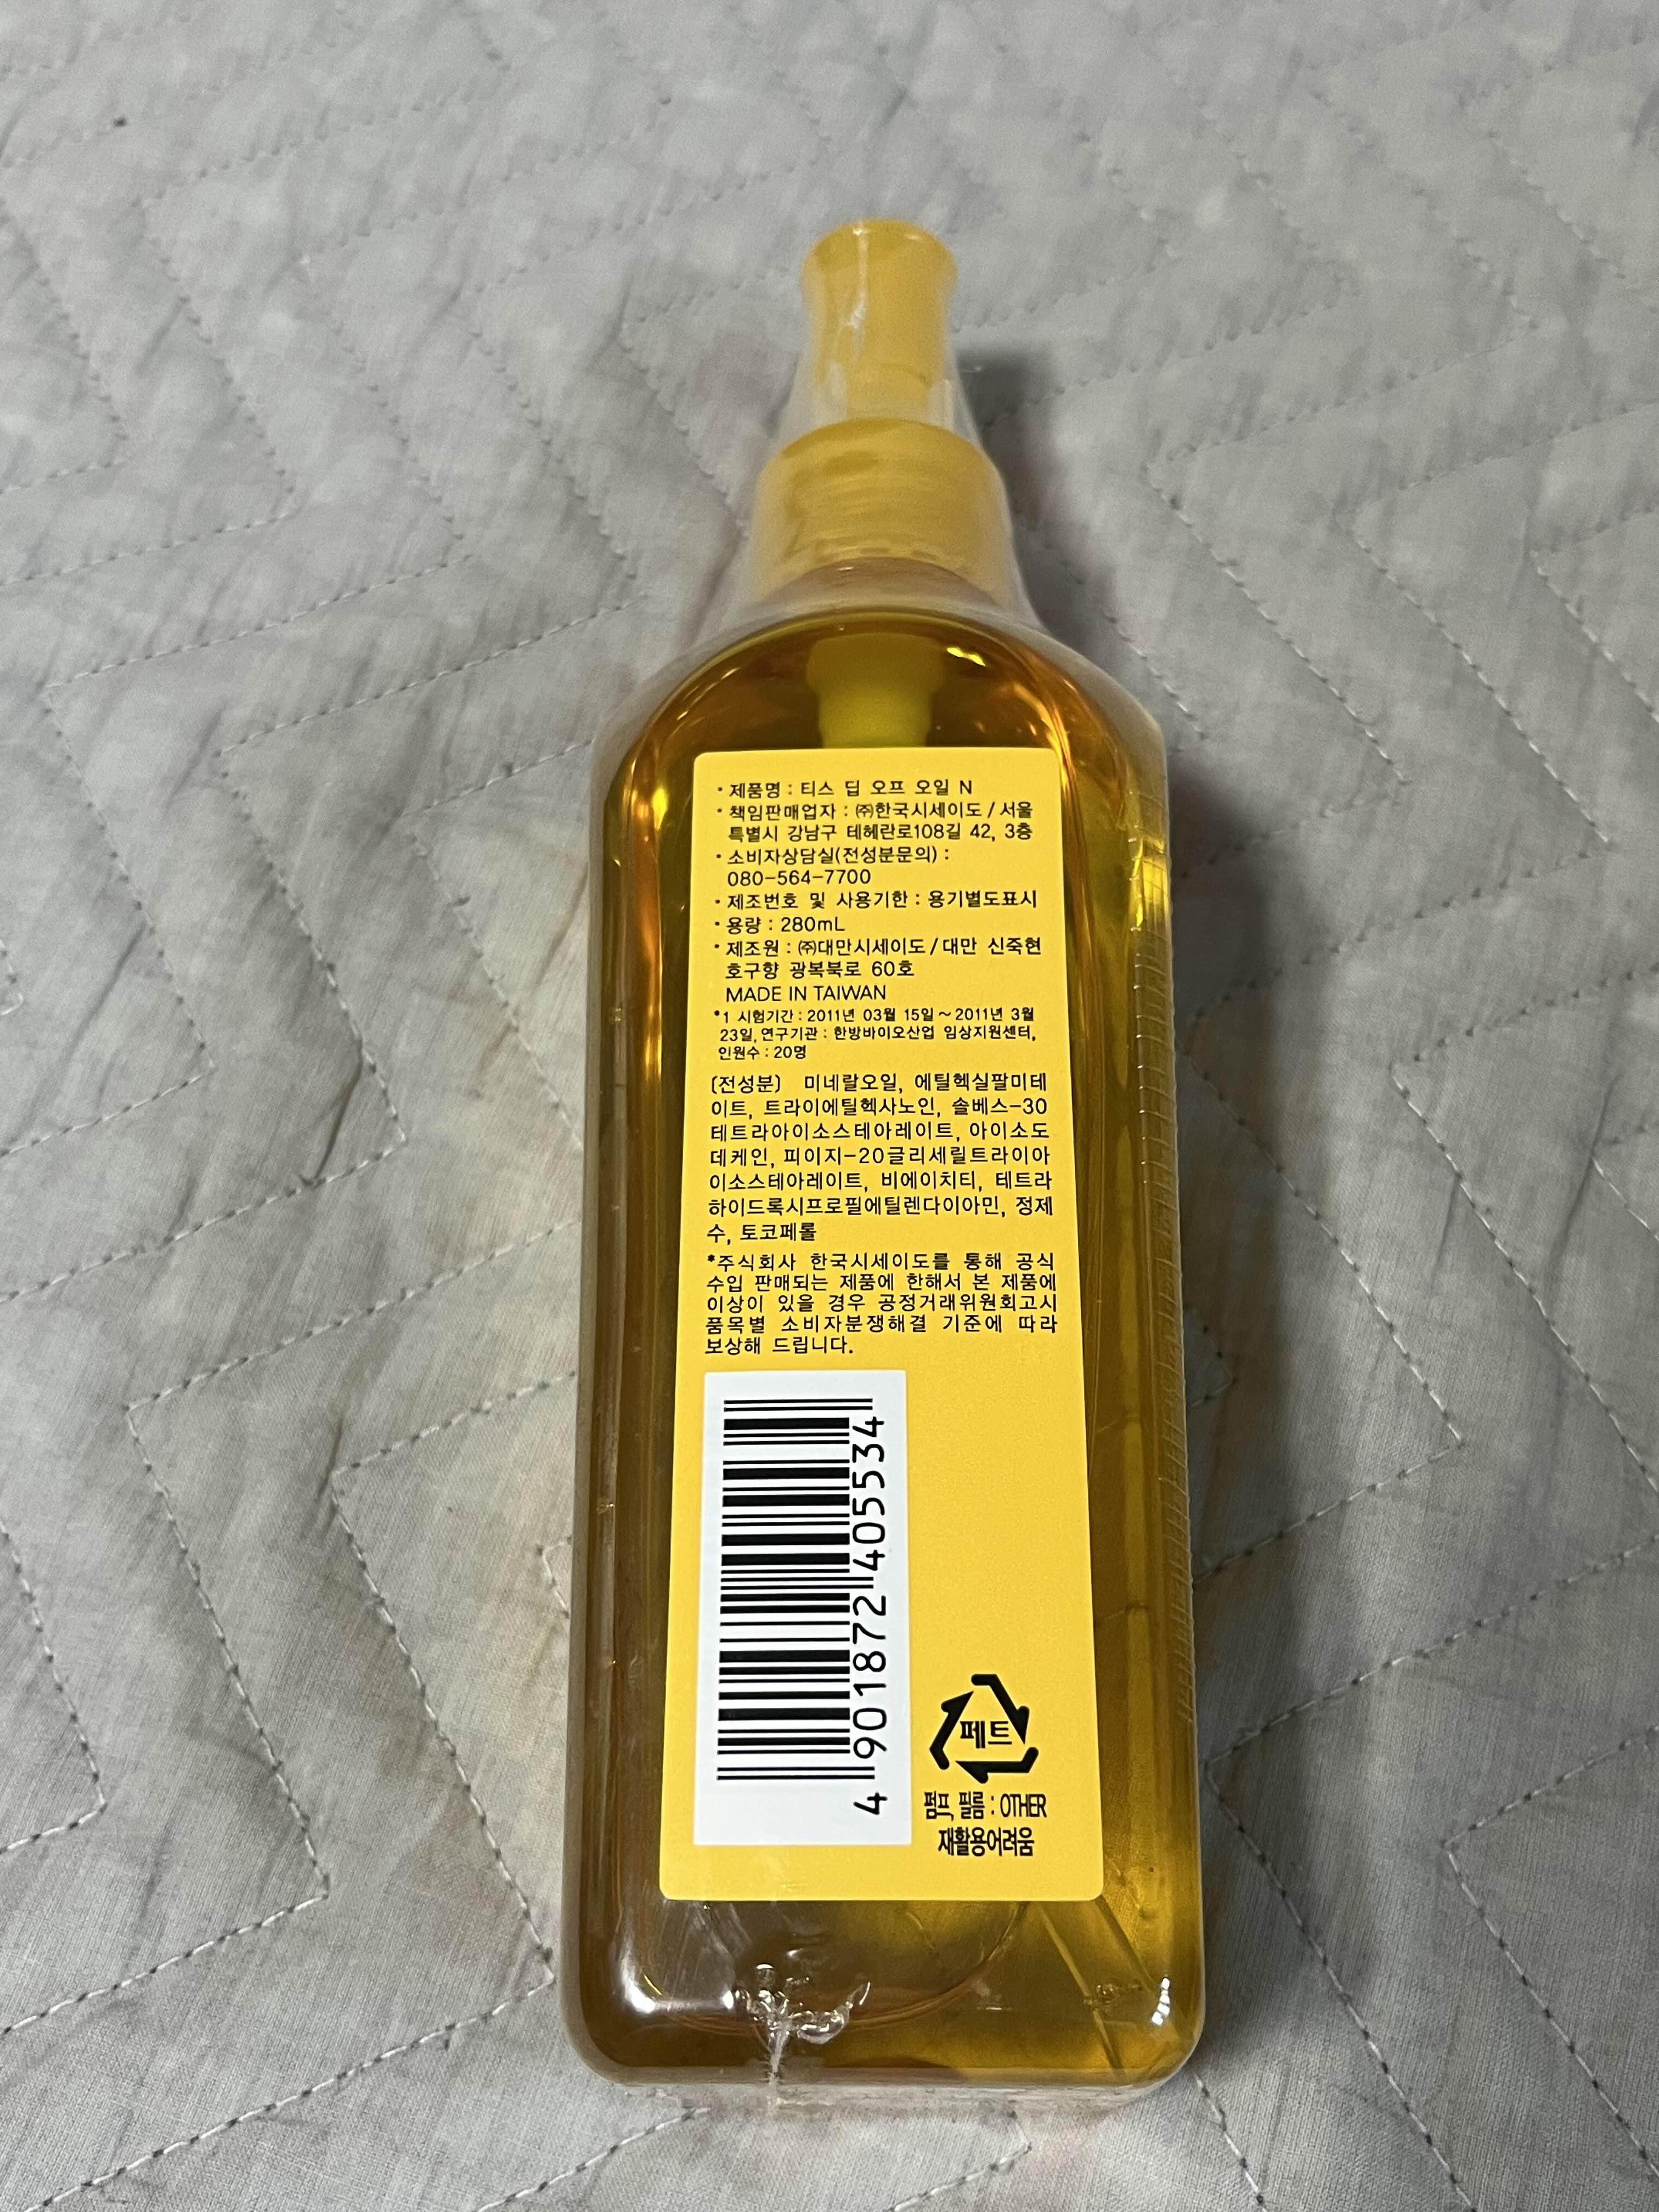 · 제품명 : 티스 딥 오프 오일 N
· 책임판매업자 : ㈜한국시세이도 / 서울
특별시 강남구 테헤란로108길 42, 3층
· 소비자상담실(전성분문의) :
080-564-7700
· 제조번호 및 사용기한 : 용기별도표시
· 용량 : 280mL
· 제조원 : ㈜대만시세이도 / 대만 신죽현
호구향 광복북로 60호
MADE IN TAIWAN
*1 시험기간 : 2011년 03월 15일 ~ 2011년 3월
23일, 연구기관 : 한방바이오산업 임상지원센터,
인원수 : 20명
[전성분] 미네랄오일, 에틸헥실팔미테
이트, 트라이에틸헥사노인, 솔베스-30
테트라아이소스테아레이트, 아이소도
데케인, 피이지-20글리세릴트라이아
이소스테아레이트, 비에이치티, 테트라
하이드록시프로필에틸렌다이아민, 정제
수, 토코페롤
*주식회사 한국시세이도를 통해 공식
수입 판매되는 제품에 한해서 본 제품에
이상이 있을 경우 공정거래위원회고시
품목별 소비자분쟁해결 기준에 따라
보상해 드립니다.
4 901872 405534
페트
펌프, 필름 : OTHER
재활용어려움